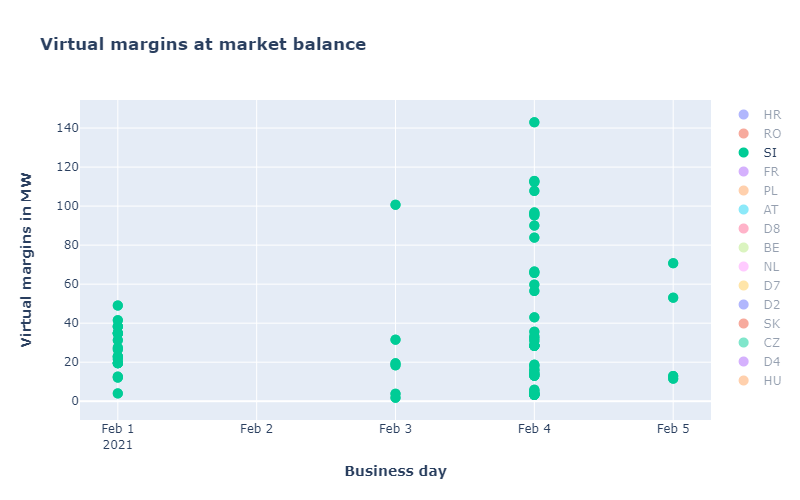 Virtual margins at market balance
Virtual margins in MW
140
120
100
80
60
40
20
0
Feb 1
2021
Feb 2
Feb 3
Feb 4
Feb 5
Business day
HR
RO
SI
FR
PL
AT
D8
BE
NL
D7
D2
SK
CZ
D4
HU